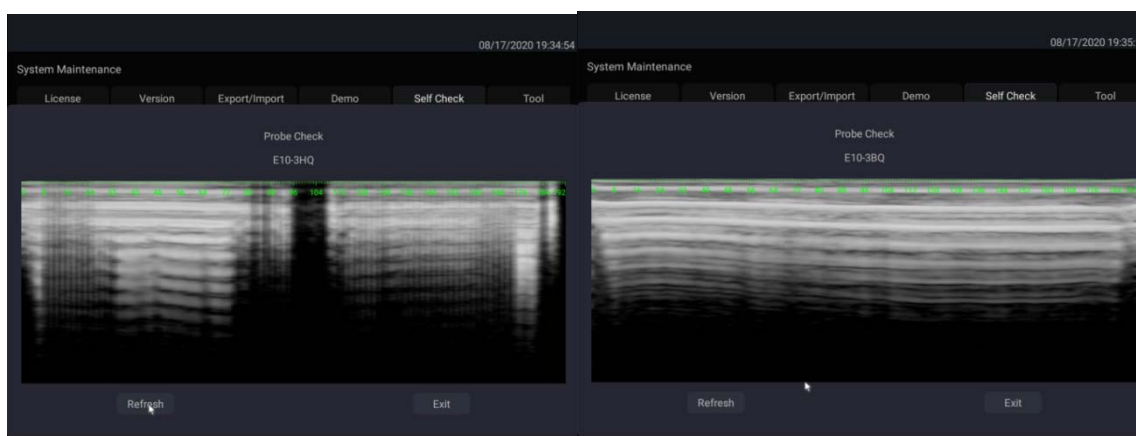 08/17/2020 19:34:54
System Maintenance
License Version Export/Import Demo Self Check Tool
Probe Check
E10-3HQ
104
Refresh Exit
08/17/2020 19:35:
System Maintenance
License Version Export/Import Demo Self Check Tool
Probe Check
E10-3BQ
Refresh Exit